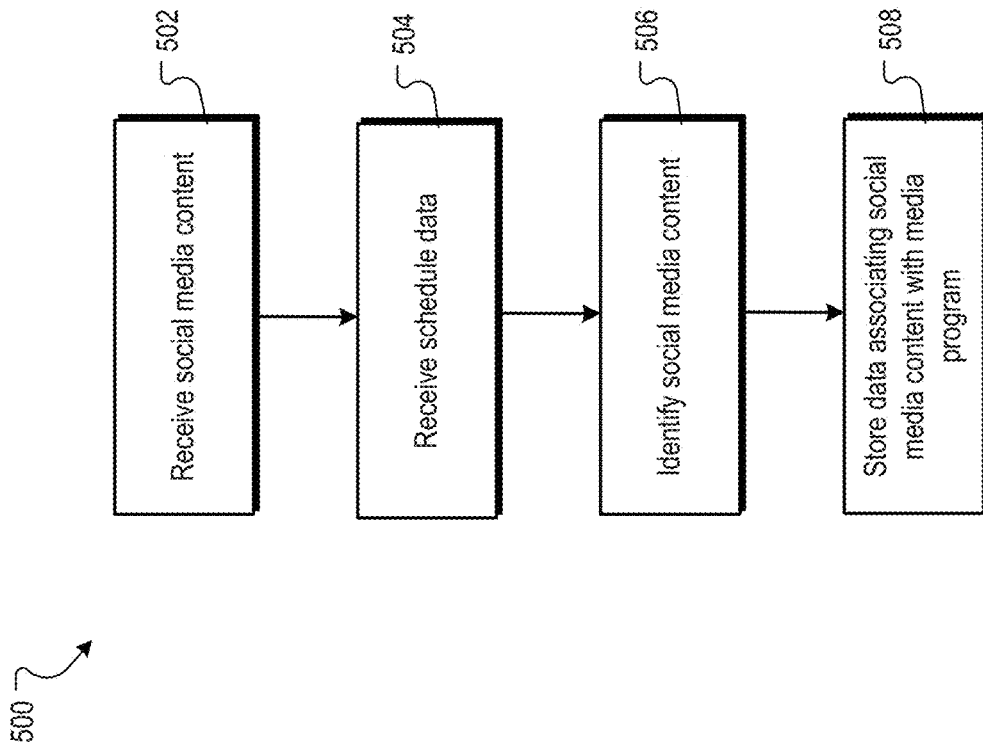 500
Receive social media content
502
Receive schedule data
504
Identify social media content
506
Store data associating social
media content with media
program
508